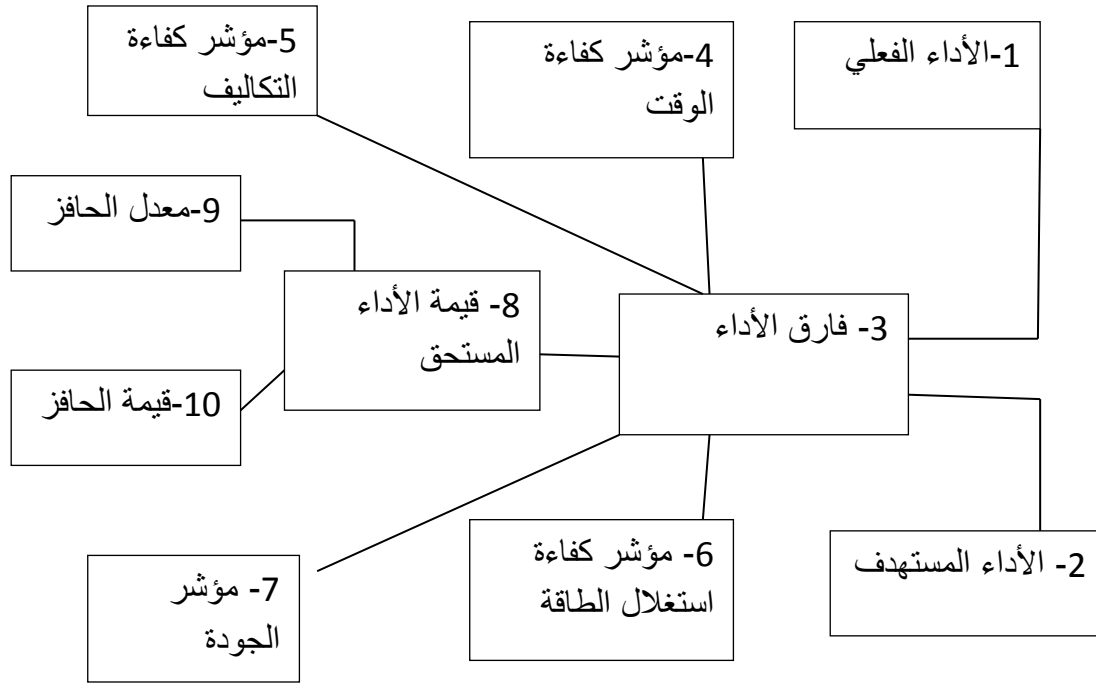 1-الأداء الفعلي
4-مؤشر كفاءة
الوقت
5-مؤشر كفاءة
التكاليف
9-معدل الحافز
8- قيمة الأداء
المستحق
3- فارق الأداء
10-قيمة الحافز
2- الأداء المستهدف
6- مؤشر كفاءة
استغلال الطاقة
7- مؤشر
الجودة